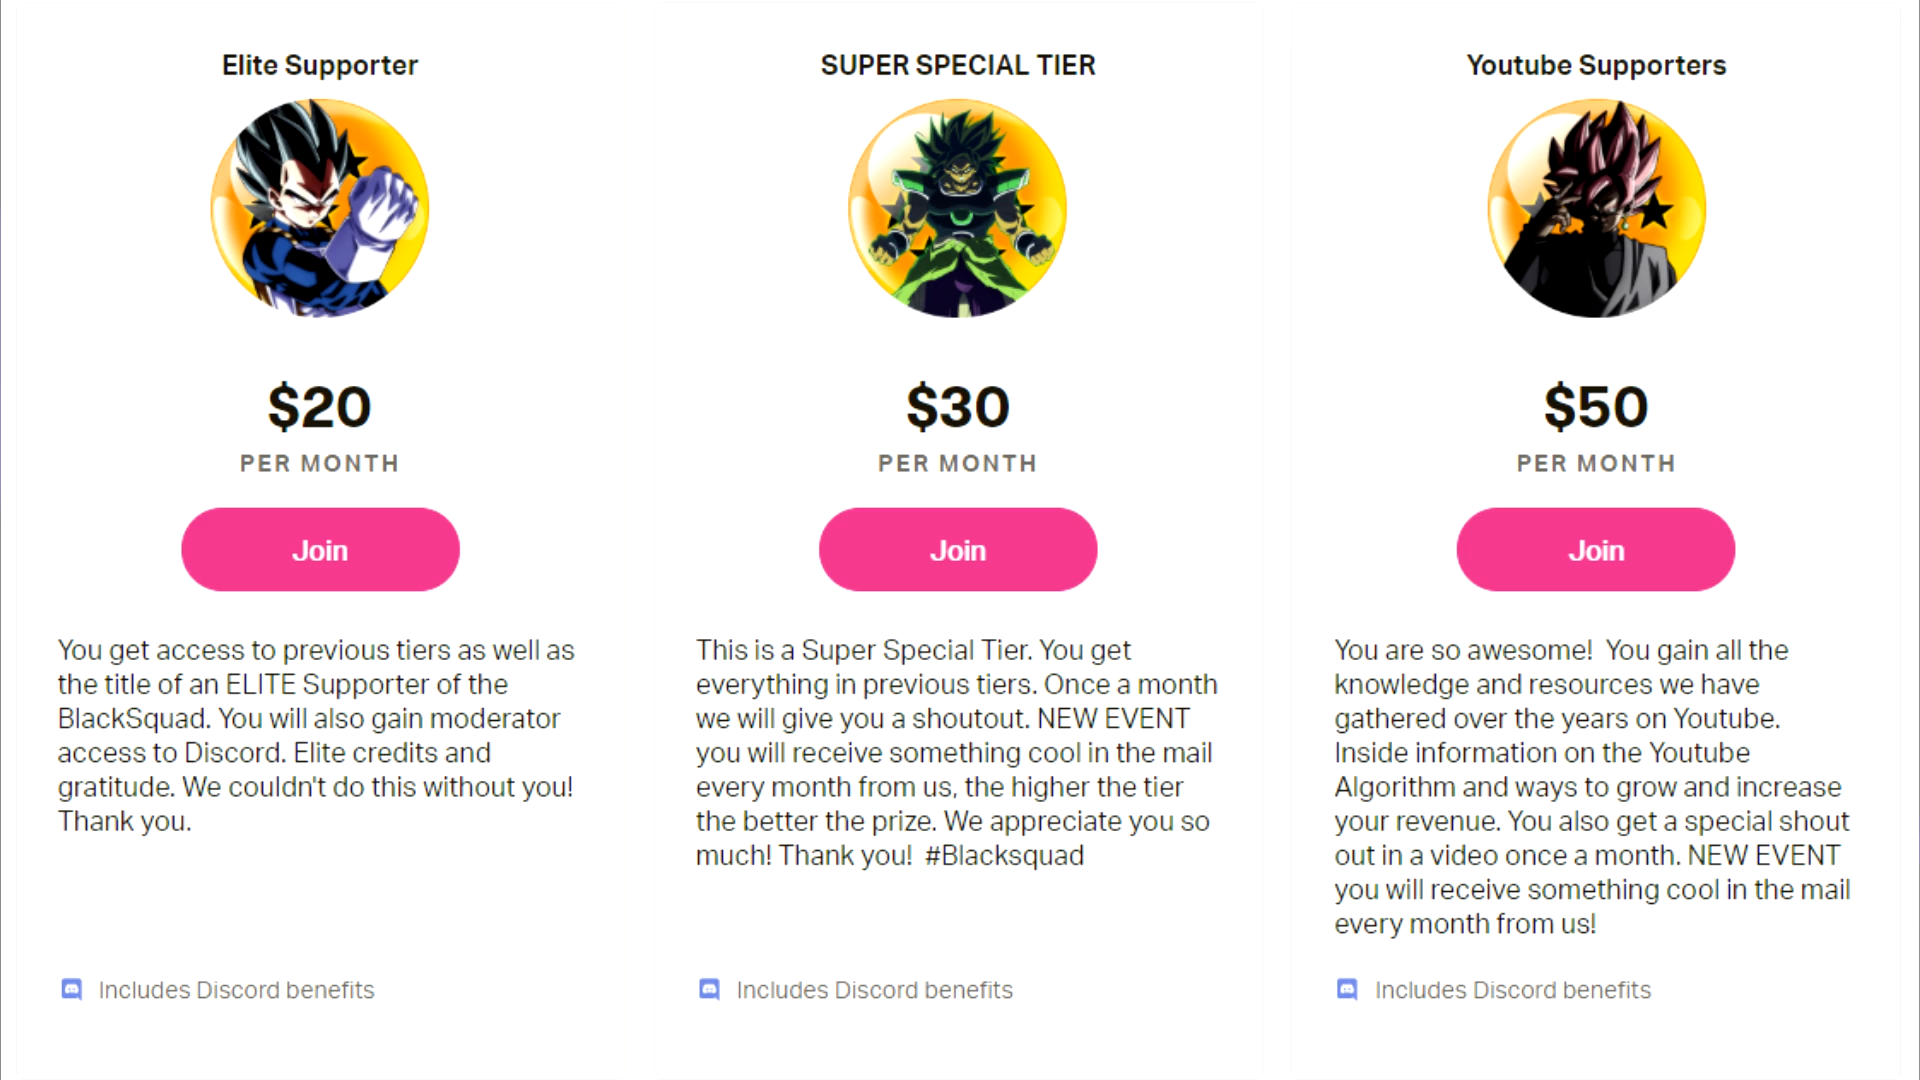 Elite Supporter
$20
PER MONTH
Join
You get access to previous tiers as well as
the title of an ELITE Supporter of the
BlackSquad. You will also gain moderator
access to Discord. Elite credits and
gratitude. We couldn't do this without you!
Thank you.
Includes Discord benefits
SUPER SPECIAL TIER
$30
PER MONTH
Join
This is a Super Special Tier. You get
everything in previous tiers. Once a month
we will give you a shoutout. NEW EVENT
you will receive something cool in the mail
every month from us, the higher the tier
the better the prize. We appreciate you so
much! Thank you!  #Blacksquad
Includes Discord benefits
Youtube Supporters
$50
PER MONTH
Join
You are so awesome!  You gain all the
knowledge and resources we have
gathered over the years on Youtube.
Inside information on the Youtube
Algorithm and ways to grow and increase
your revenue. You also get a special shout
out in a video once a month. NEW EVENT
you will receive something cool in the mail
every month from us!
Includes Discord benefits